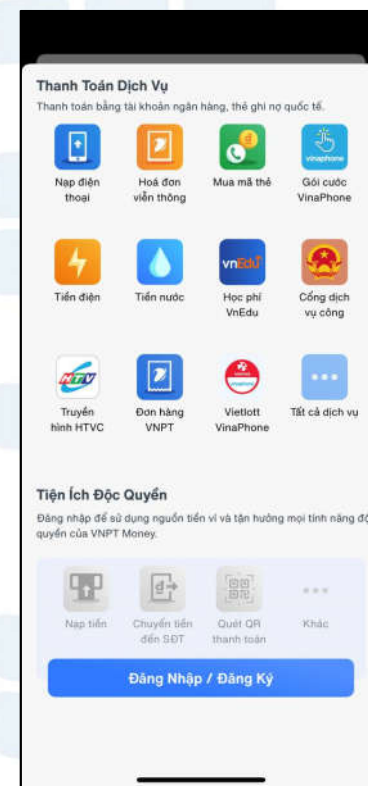 Thanh Toán Dịch Vụ
Thanh toán bằng tài khoản ngân hàng, thẻ ghi nợ quốc tế.
vinaphone
Nạp điện
thoại
Hoá đơn
viễn thông
Mua mã thẻ
Gói cước
VinaPhone
vnEdu
Tiền điện
Tiền nước
Học phí
VnEdu
Cổng dịch
vụ công
HTV
Truyền
hình HTVC
Đơn hàng
VNPT
Vietlott
VinaPhone
Tất cả dịch vụ
Tiện Ích Độc Quyền
Đăng nhập để sử dụng nguồn tiền ví và tận hưởng mọi tính năng độ
quyền của VNPT Money.
Nạp tiền
Chuyển tiền
đến SĐT
Quét QR
thanh toán
Khác
Đăng Nhập / Đăng Ký